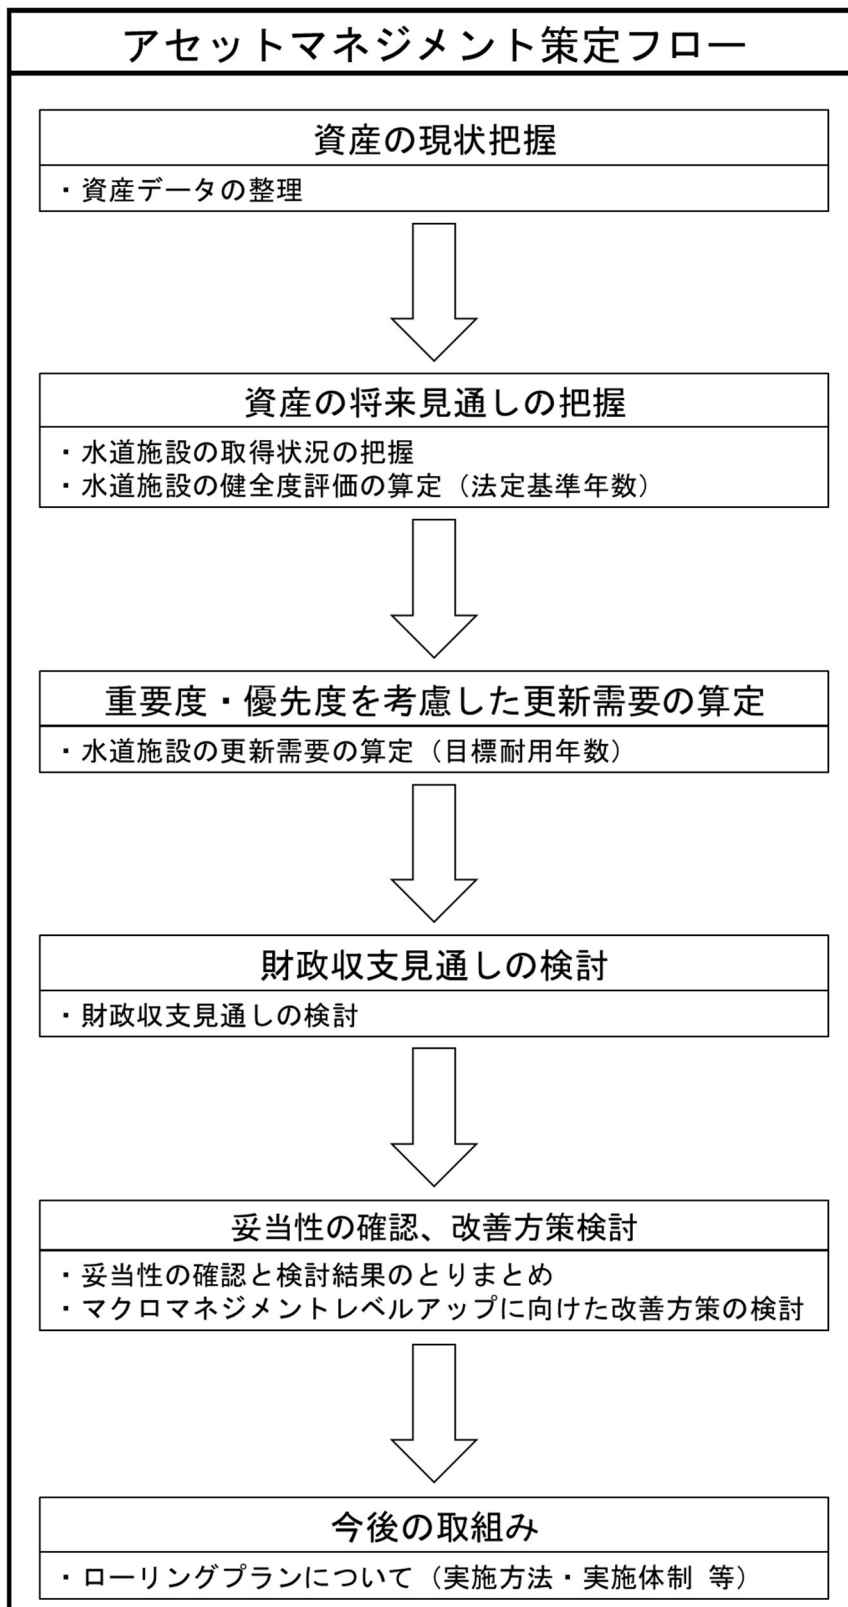 アセットマネジメント策定フロー
資産の現状把握
・資産データの整理
資産の将来見通しの把握
・水道施設の取得状況の把握
・水道施設の健全度評価の算定（法定基準年数）
重要度・優先度を考慮した更新需要の算定
・水道施設の更新需要の算定（目標耐用年数）
財政収支見通しの検討
・財政収支見通しの検討
妥当性の確認、改善方策検討
・妥当性の確認と検討結果のとりまとめ
・マクロマネジメントレベルアップに向けた改善方策の検討
今後の取組み
・ローリングプランについて（実施方法・実施体制 等）